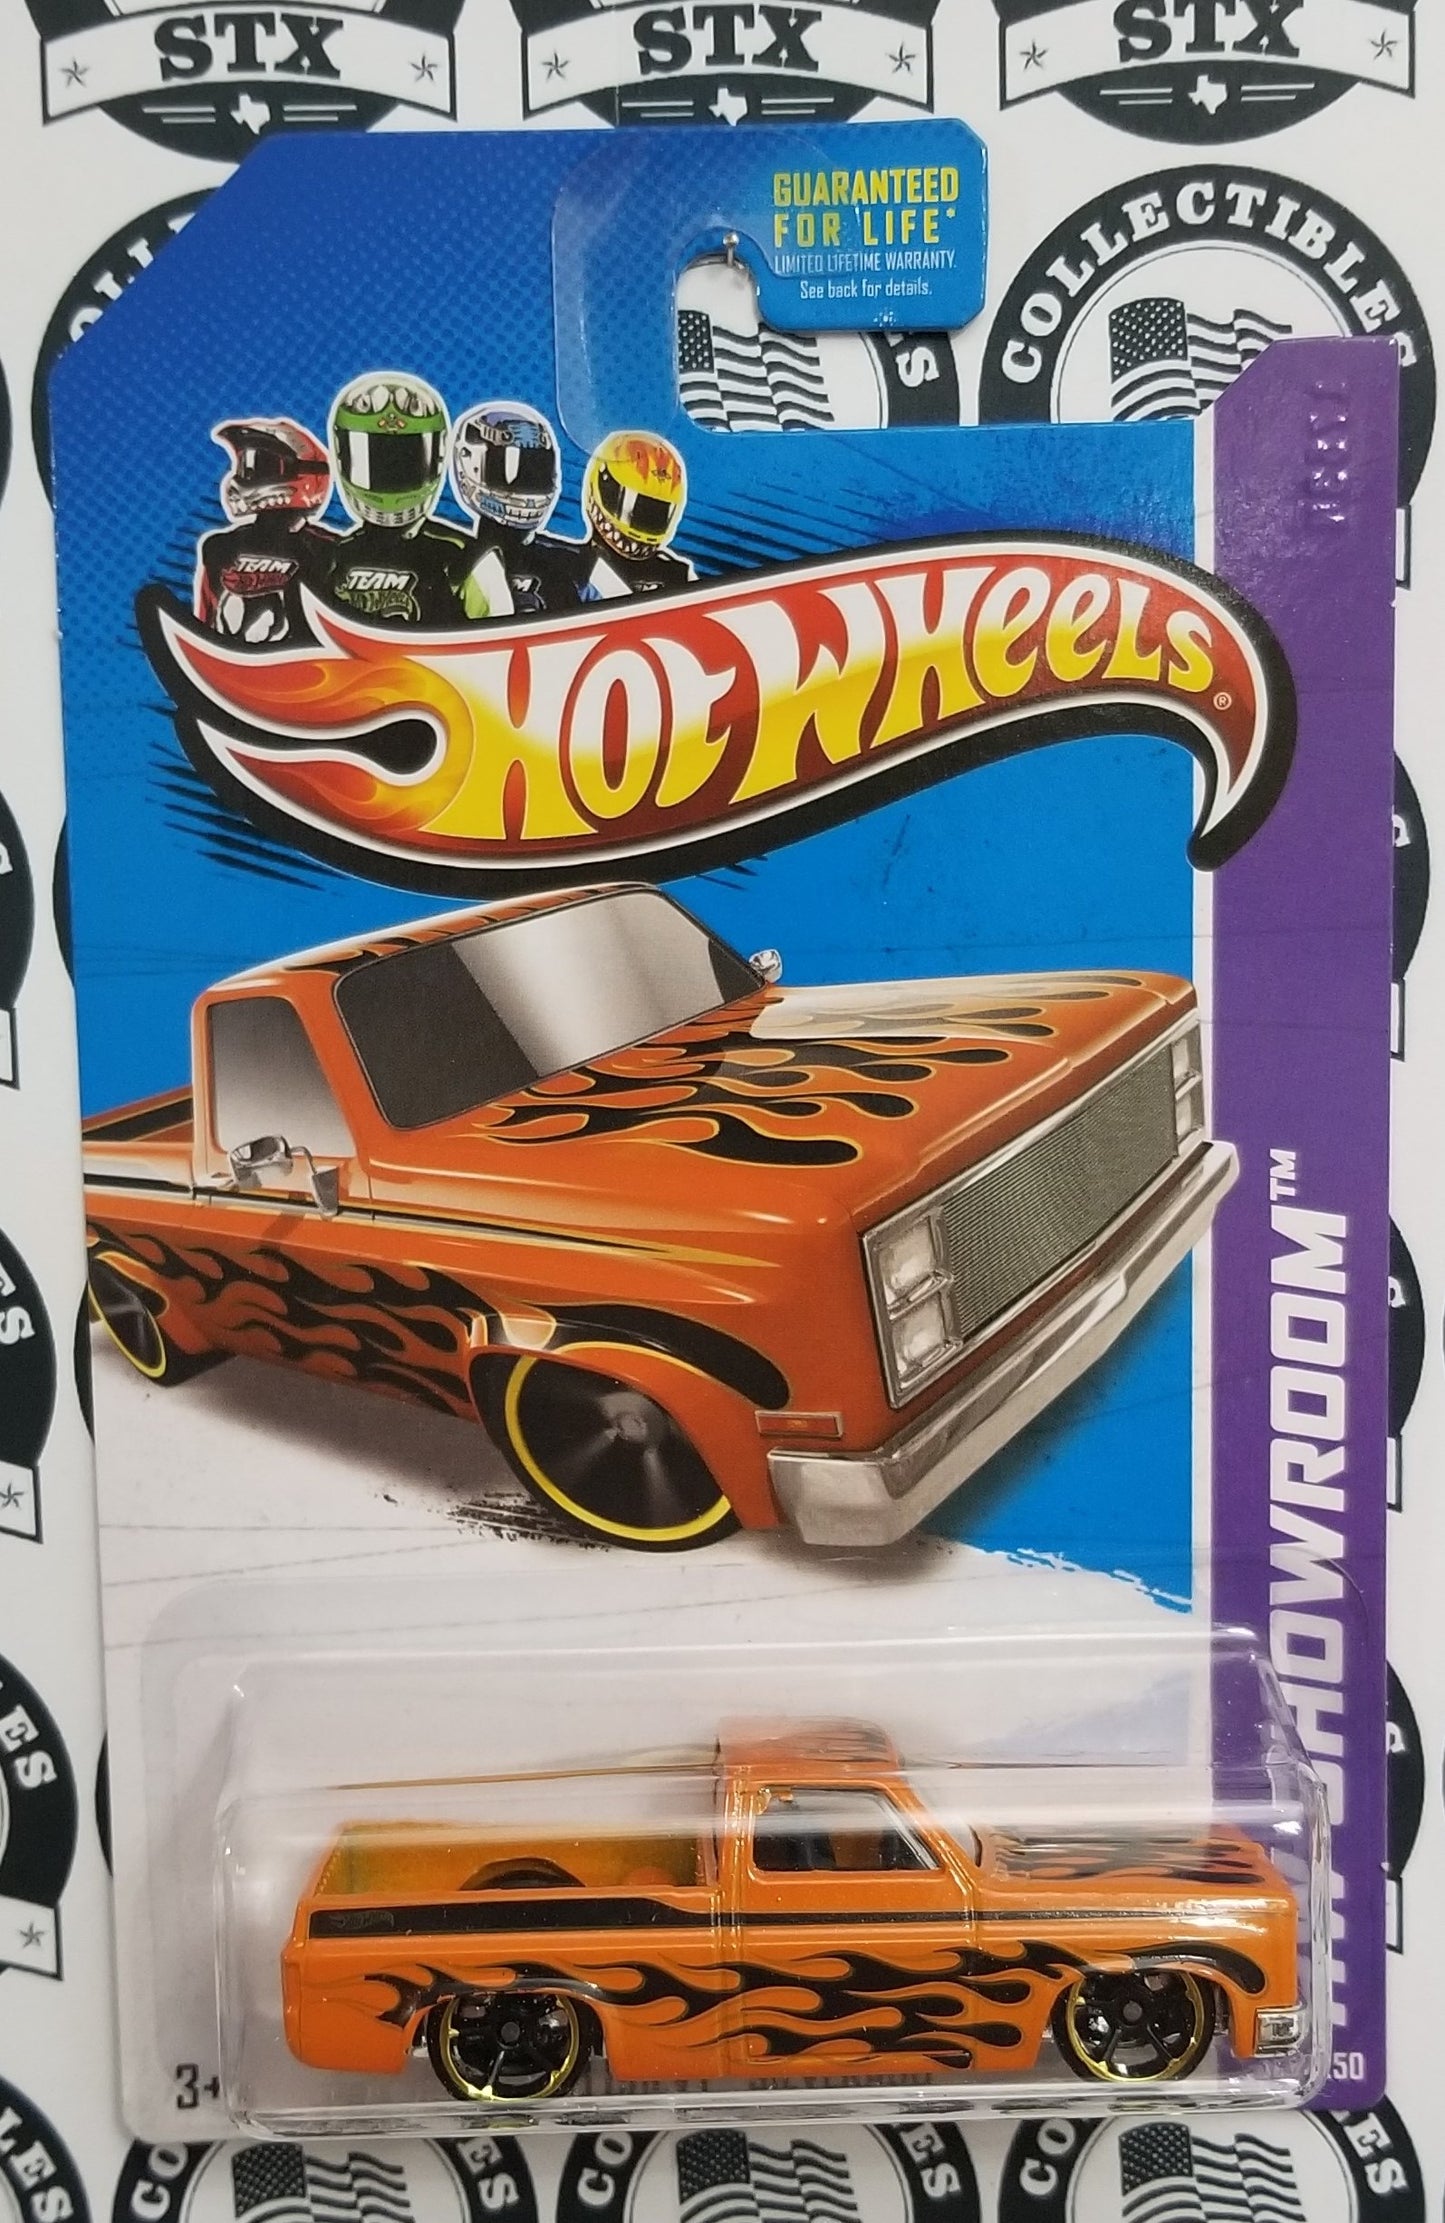 STX
STX
STX
GUARANTEED
FOR LIFE*
LIMITED LIFETIME WARRANTY.
See back for details.
COLLECTIBLES
TEAM
TEAM
HOT WHEELS®
HW SHOWROOM™
3+